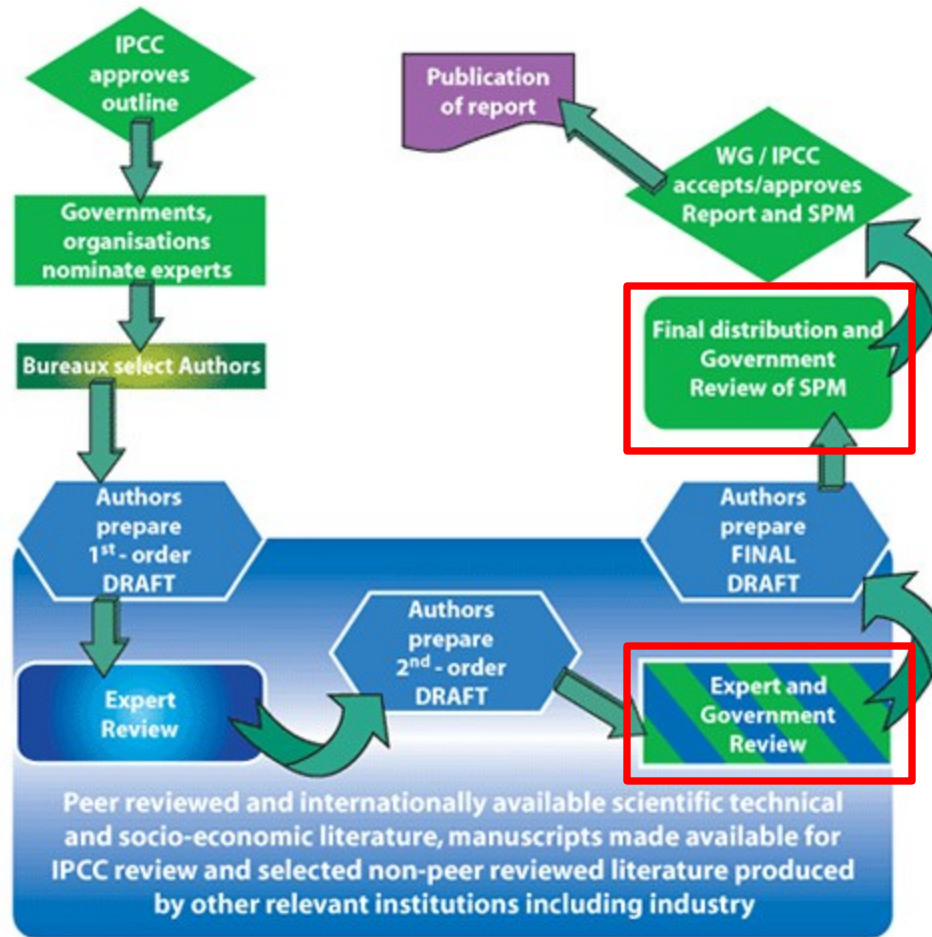 IPCC
approves
outline
Governments,
organisations
nominate experts
Bureaux select Authors
Authors
prepare
1st - order
DRAFT
Expert
Review
Authors
prepare
2nd - order
DRAFT
Expert and
Government
Review
Authors
prepare
FINAL
DRAFT
Final distribution and
Government
Review of SPM
WG / IPCC
accepts/approves
Report and SPM
Publication
of report
Peer reviewed and internationally available scientific technical
and socio-economic literature, manuscripts made available for
IPCC review and selected non-peer reviewed literature produced
by other relevant institutions including industry